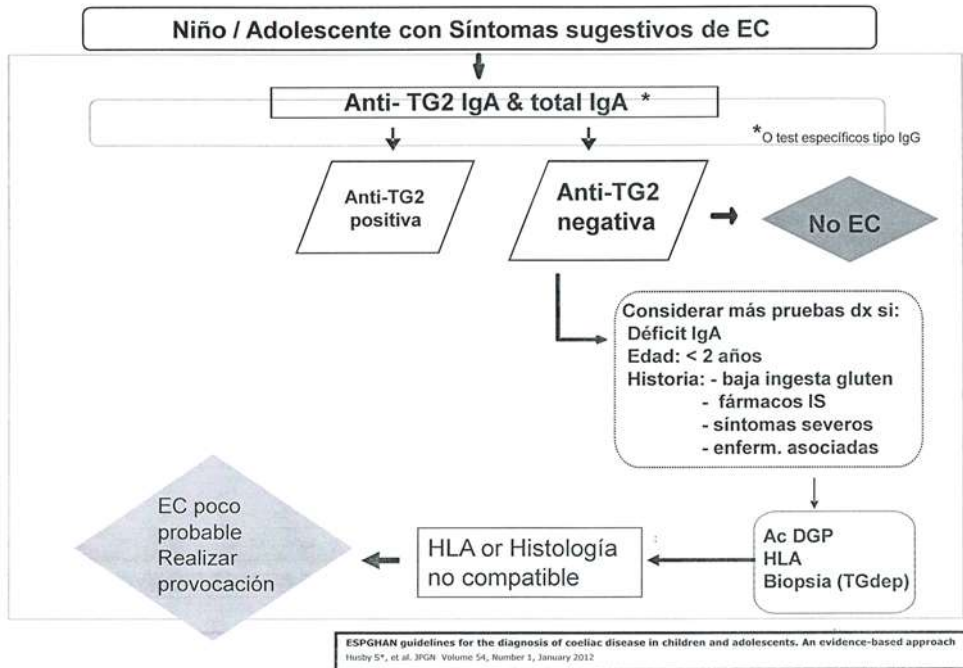 Niño / Adolescente con Síntomas sugestivos de EC
Anti- TG2 IgA & total IgA *
*O test específicos tipo IgG
Anti-TG2
positiva
Anti-TG2
negativa
No EC
Considerar más pruebas dx si:
Déficit IgA
Edad: < 2 años
Historia: - baja ingesta gluten
- fármacos IS
- síntomas severos
- enferm. asociadas
Ac DGP
HLA
Biopsia (TGdep)
HLA or Histología
no compatible
EC poco
probable
Realizar
provocación
ESPGHAN guidelines for the diagnosis of coeliac disease in children and adolescents. An evidence-based approach
Husby S*, et al. JPGN Volume 54, Number 1, January 2012